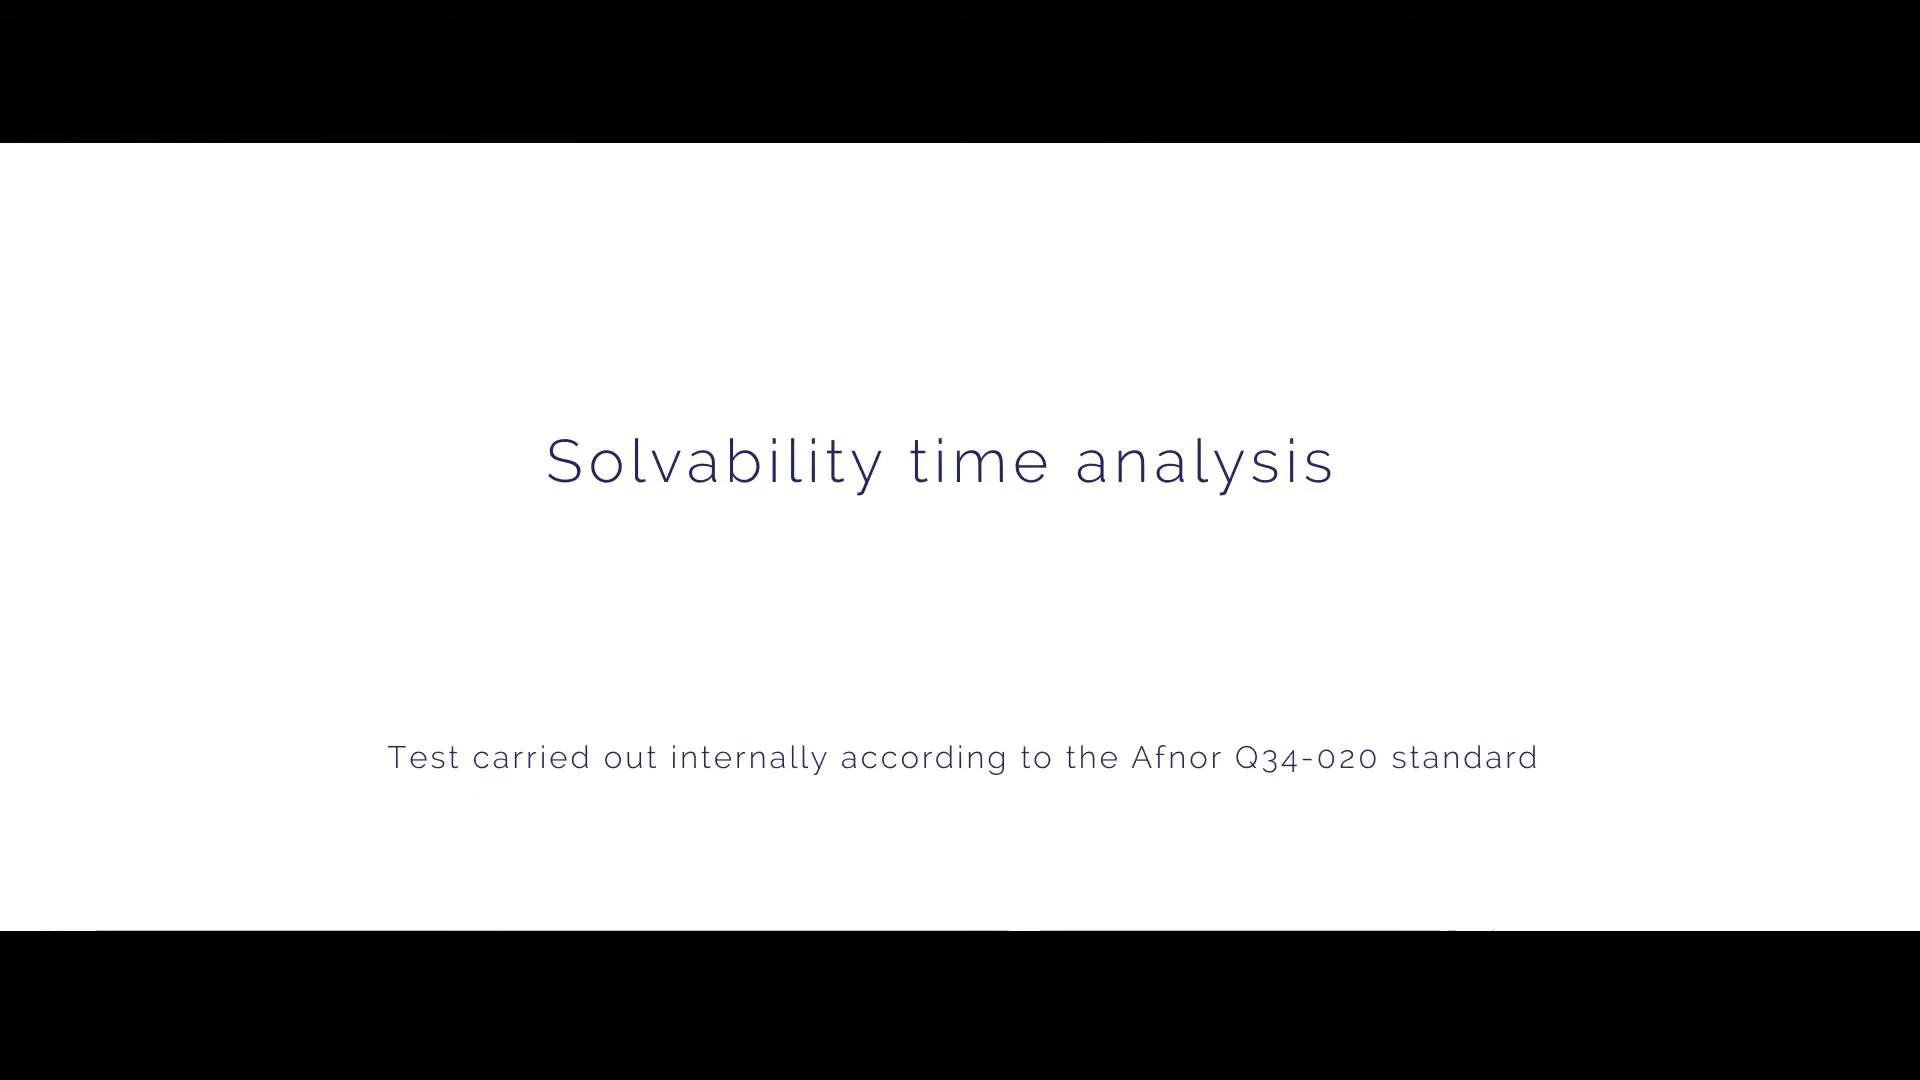 Solvability time analysis
Test carried out internally according to the Afnor Q34-020 standard